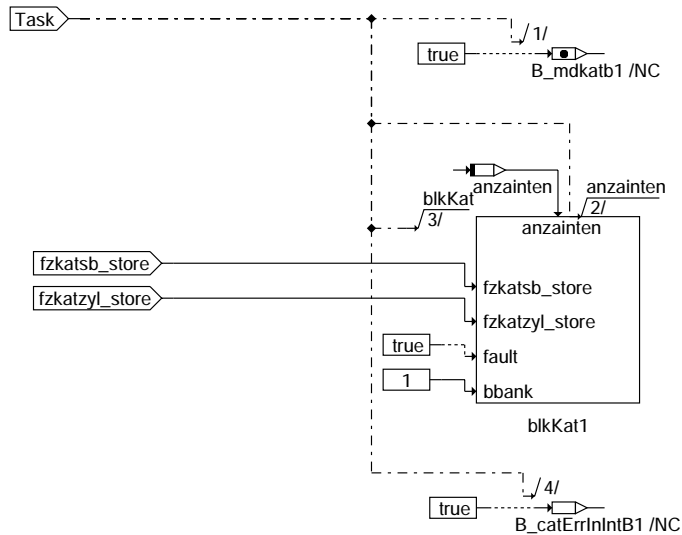 Task
1/
true
B_mdkatb1 /NC
anzainten
anzainten
2/
blkKat
3/
anzainten
fzkatsb_store
fzkatsb_store
fzkatzyl_store
fzkatzyl_store
true
fault
1
bbank
blkKat1
4/
true
B_catErrInIntB1 /NC